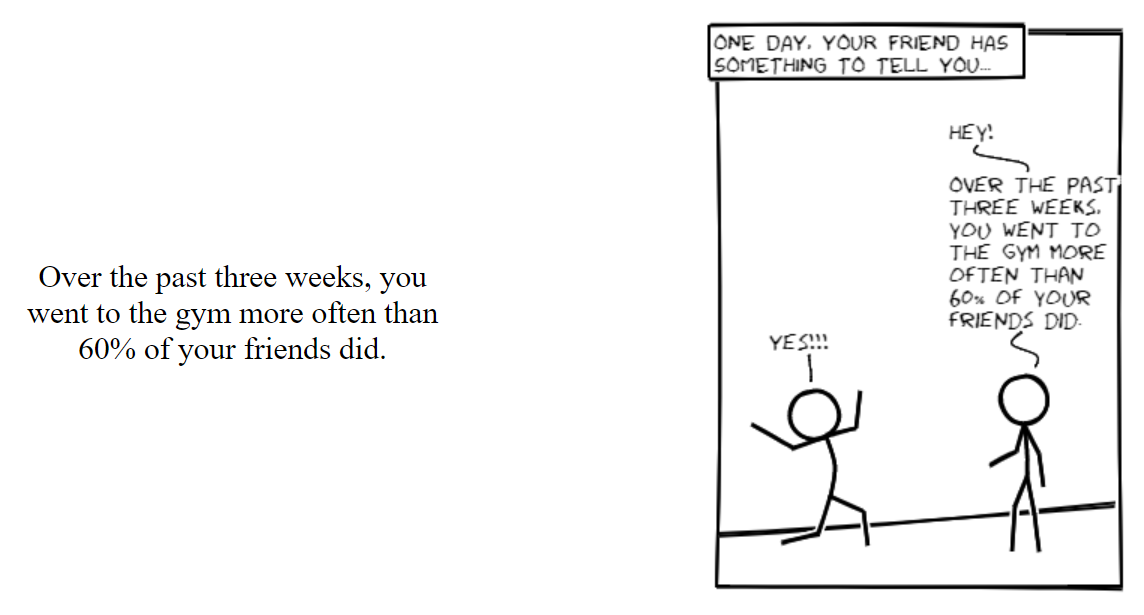 Over the past three weeks, you
went to the gym more often than
60% of your friends did.
ONE DAY, YOUR FRIEND HAS
SOMETHING TO TELL YOU...
HEY!
OVER THE PAST
THREE WEEKS,
YOU WENT TO
THE GYM MORE
OFTEN THAN
60% OF YOUR
FRIENDS DID.
YES!!!